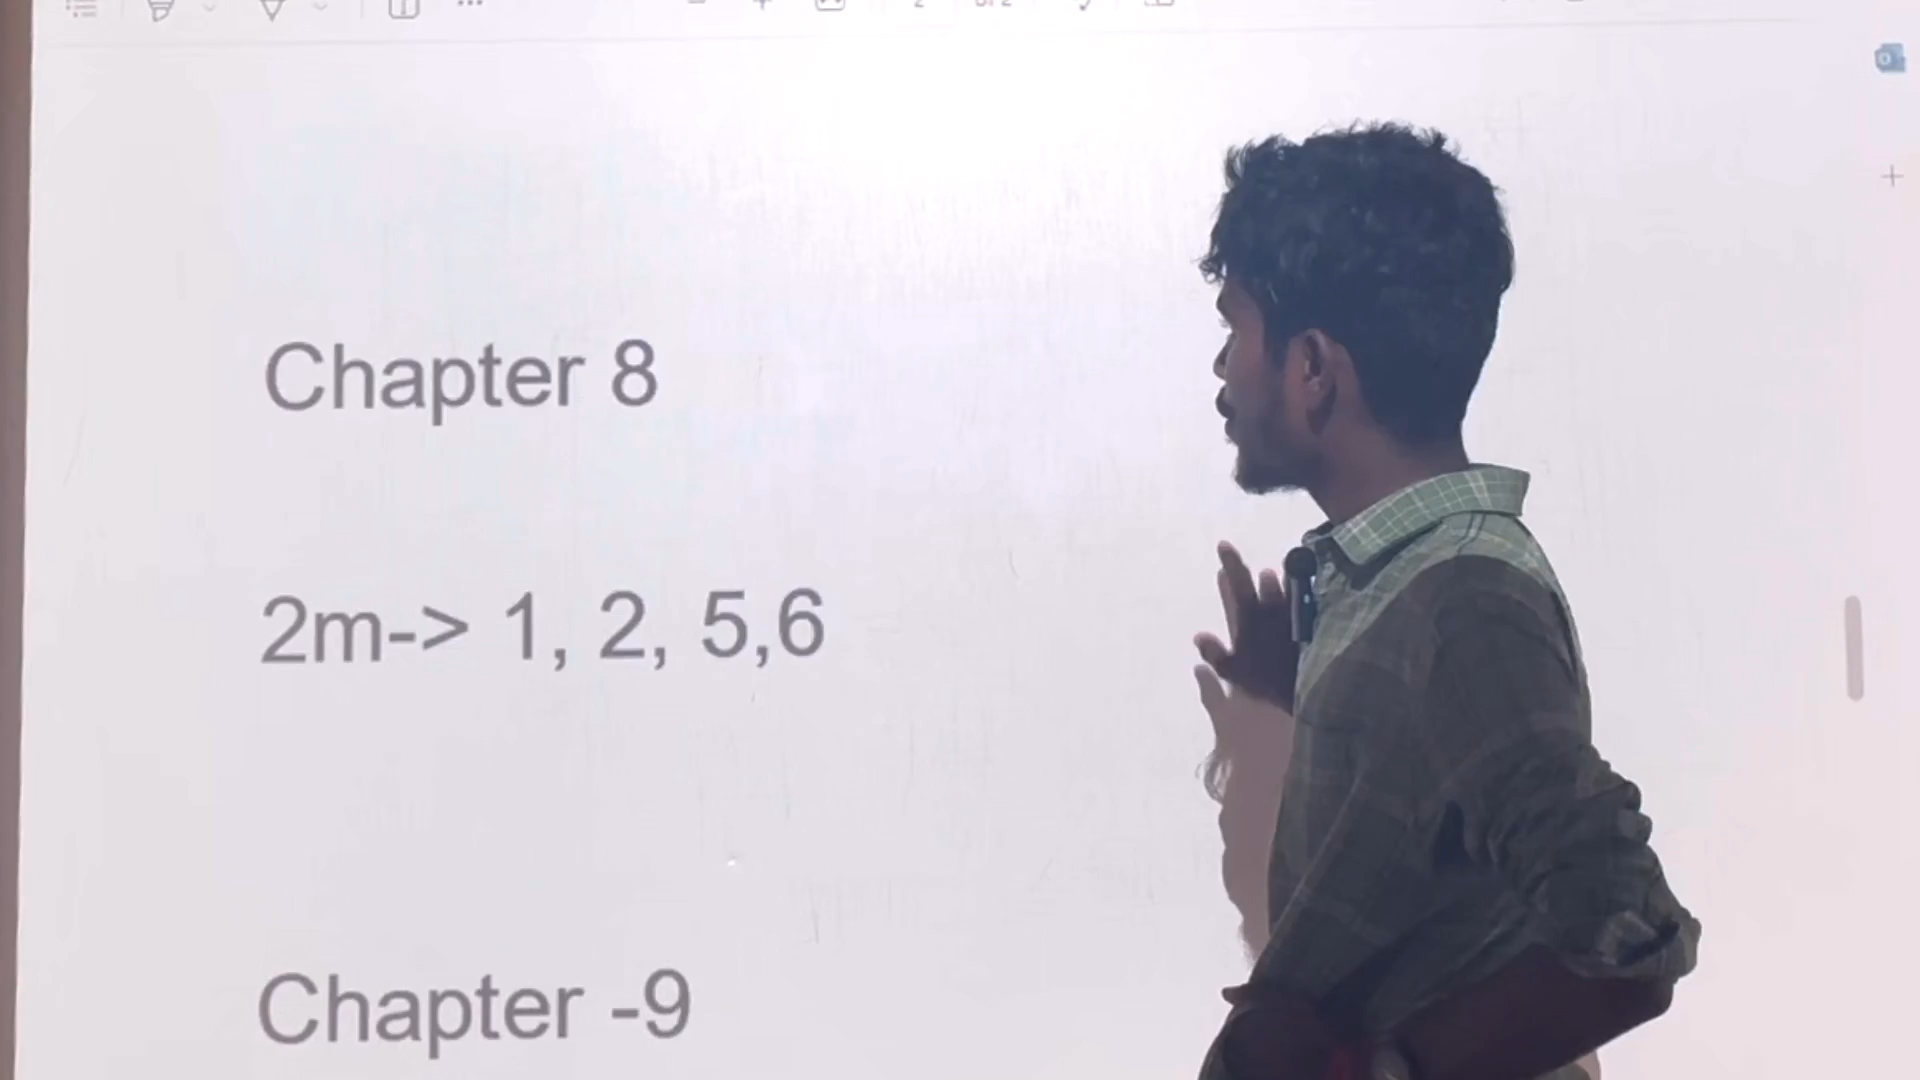 Chapter 8
2m-> 1, 2, 5,6
Chapter -9